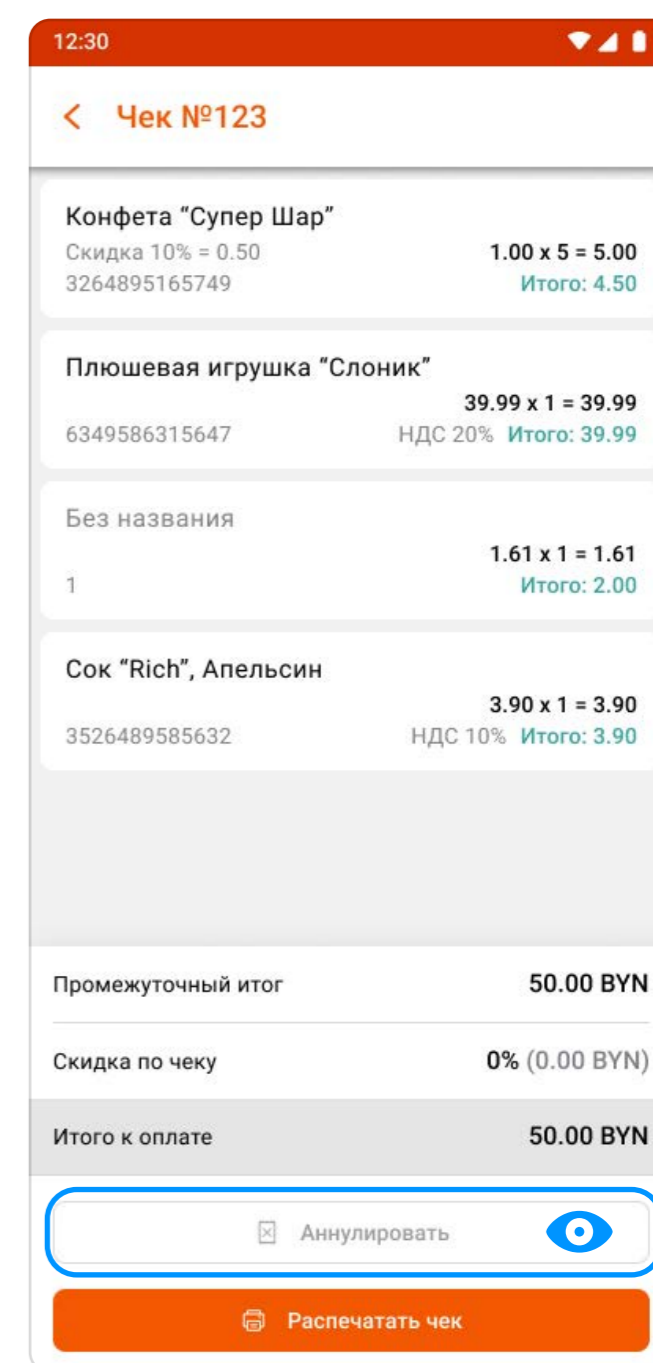 12:30
Чек №123
Конфета “Супер Шар”
Скидка 10% = 0.50 1.00 x 5 = 5.00
3264895165749 Итого: 4.50
Плюшевая игрушка “Слоник”
39.99 x 1 = 39.99
6349586315647 НДС 20% Итого: 39.99
Без названия
1.61 x 1 = 1.61
1 Итого: 2.00
Сок “Rich”, Апельсин
3.90 x 1 = 3.90
3526489585632 НДС 10% Итого: 3.90
Промежуточный итог 50.00 BYN
Скидка по чеку 0% (0.00 BYN)
Итого к оплате 50.00 BYN
Аннулировать
Распечатать чек